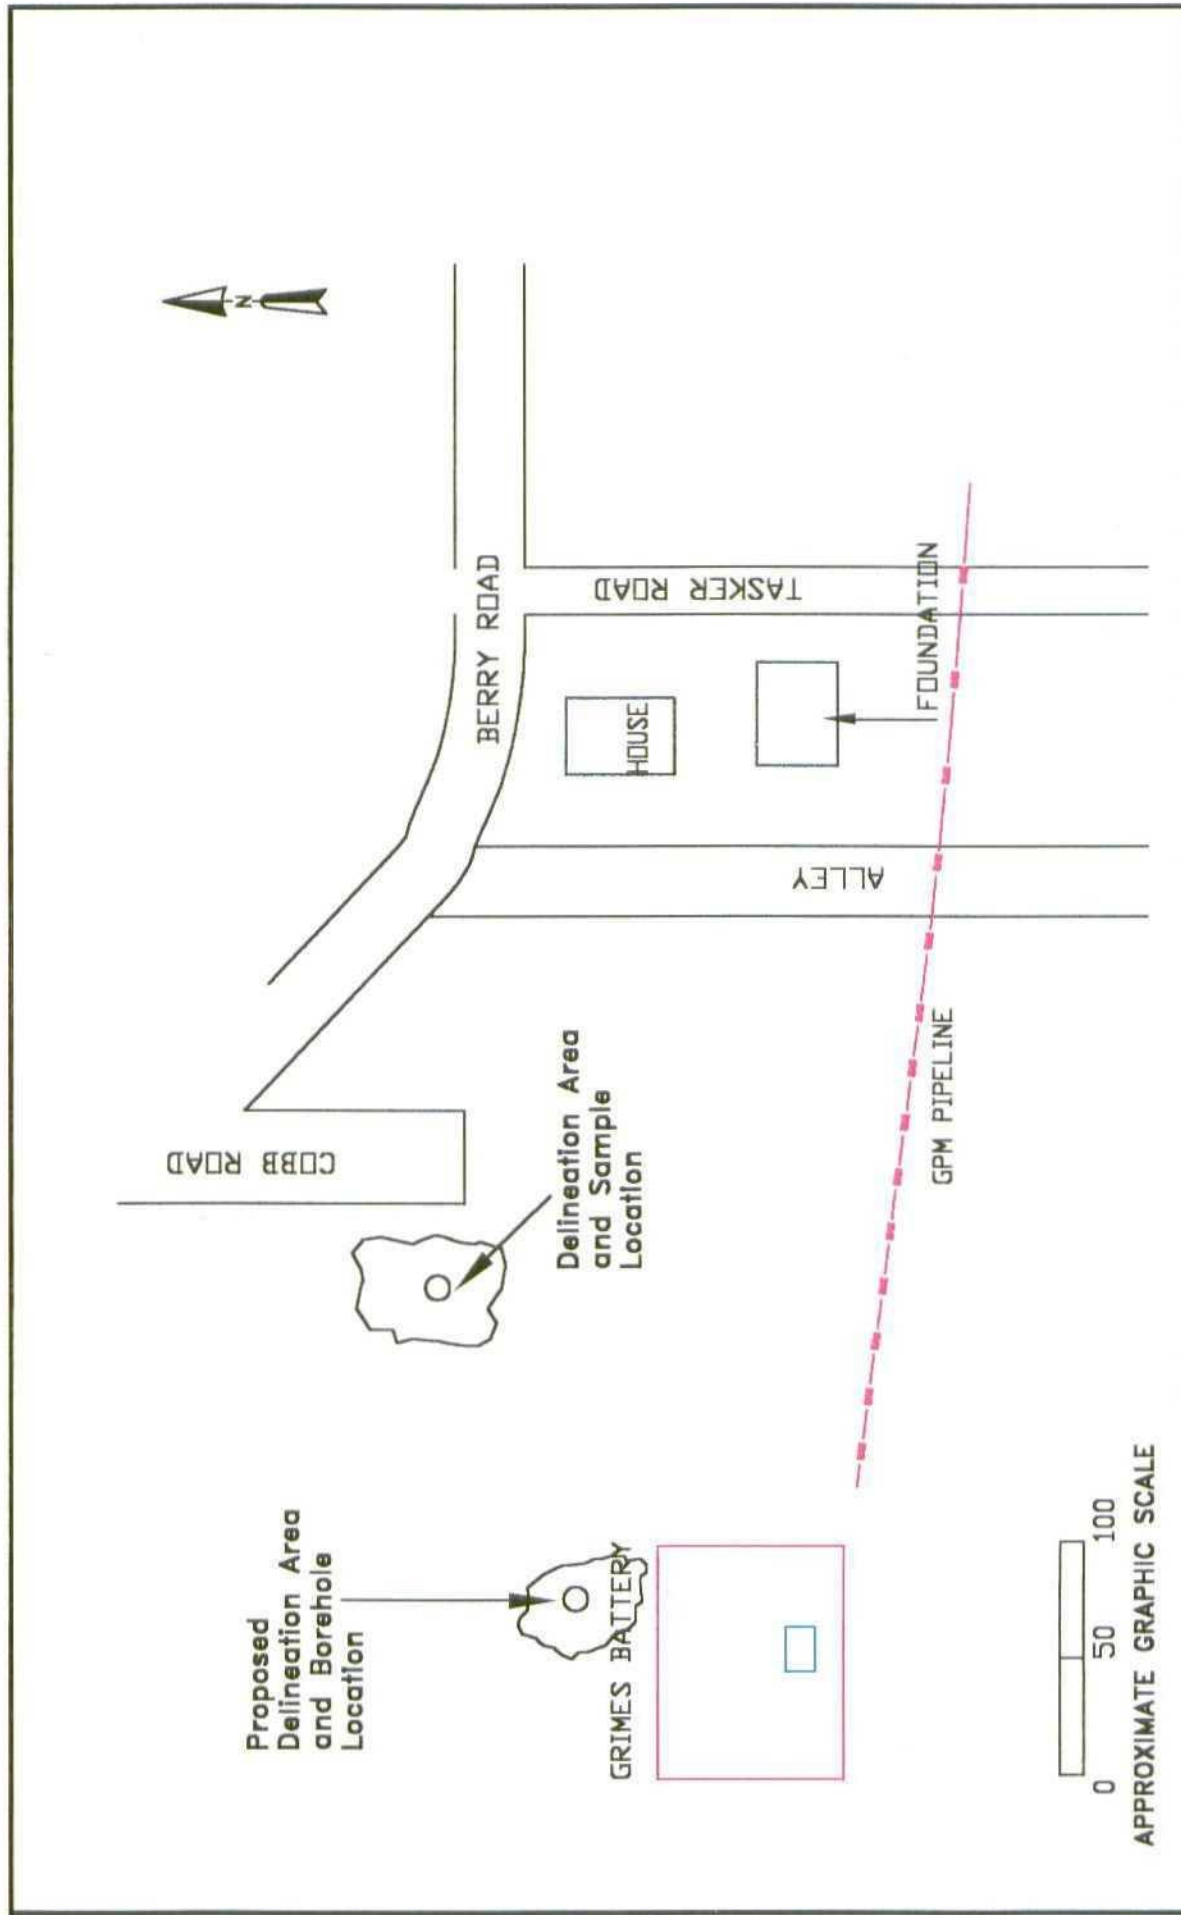 Proposed
Delineation Area
and Borehole
Location
GRIMES BATTERY
COBB ROAD
Delineation Area
and Sample
Location
BERRY ROAD
N
HOUSE
TASKER ROAD
FOUNDATION
ALLEY
GPM PIPELINE
0 50 100
APPROXIMATE GRAPHIC SCALE